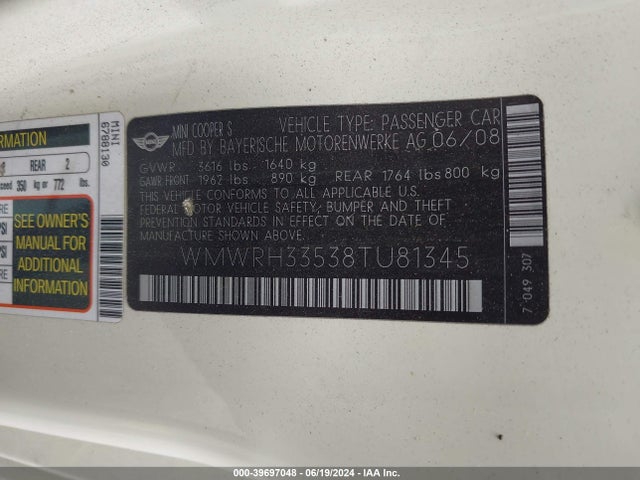 MINI COOPER S VEHICLE TYPE: PASSENGER CAR
MFD BY BAYERISCHE MOTORENWERKE AG 06/08
GVWR 3616 lbs - 1640 kg
GAWR FRONT 1962 lbs 890 kg REAR 1764 lbs 800 kg
THIS VEHICLE CONFORMS TO ALL APPLICABLE U.S.
FEDERAL MOTOR VEHICLE SAFETY, BUMPER AND THEFT
PREVENTION STANDARDS IN EFFECT ON THE DATE OF
MANUFACTURE SHOWN ABOVE.
WMWRH33538TU81345
7 049 307
MINI
6788130
REAR 2
350 kg or 772 lbs.
SEE OWNER'S
MANUAL FOR
ADDITIONAL
INFORMATION
000-39697048 - 06/19/2024 - IAAI.com